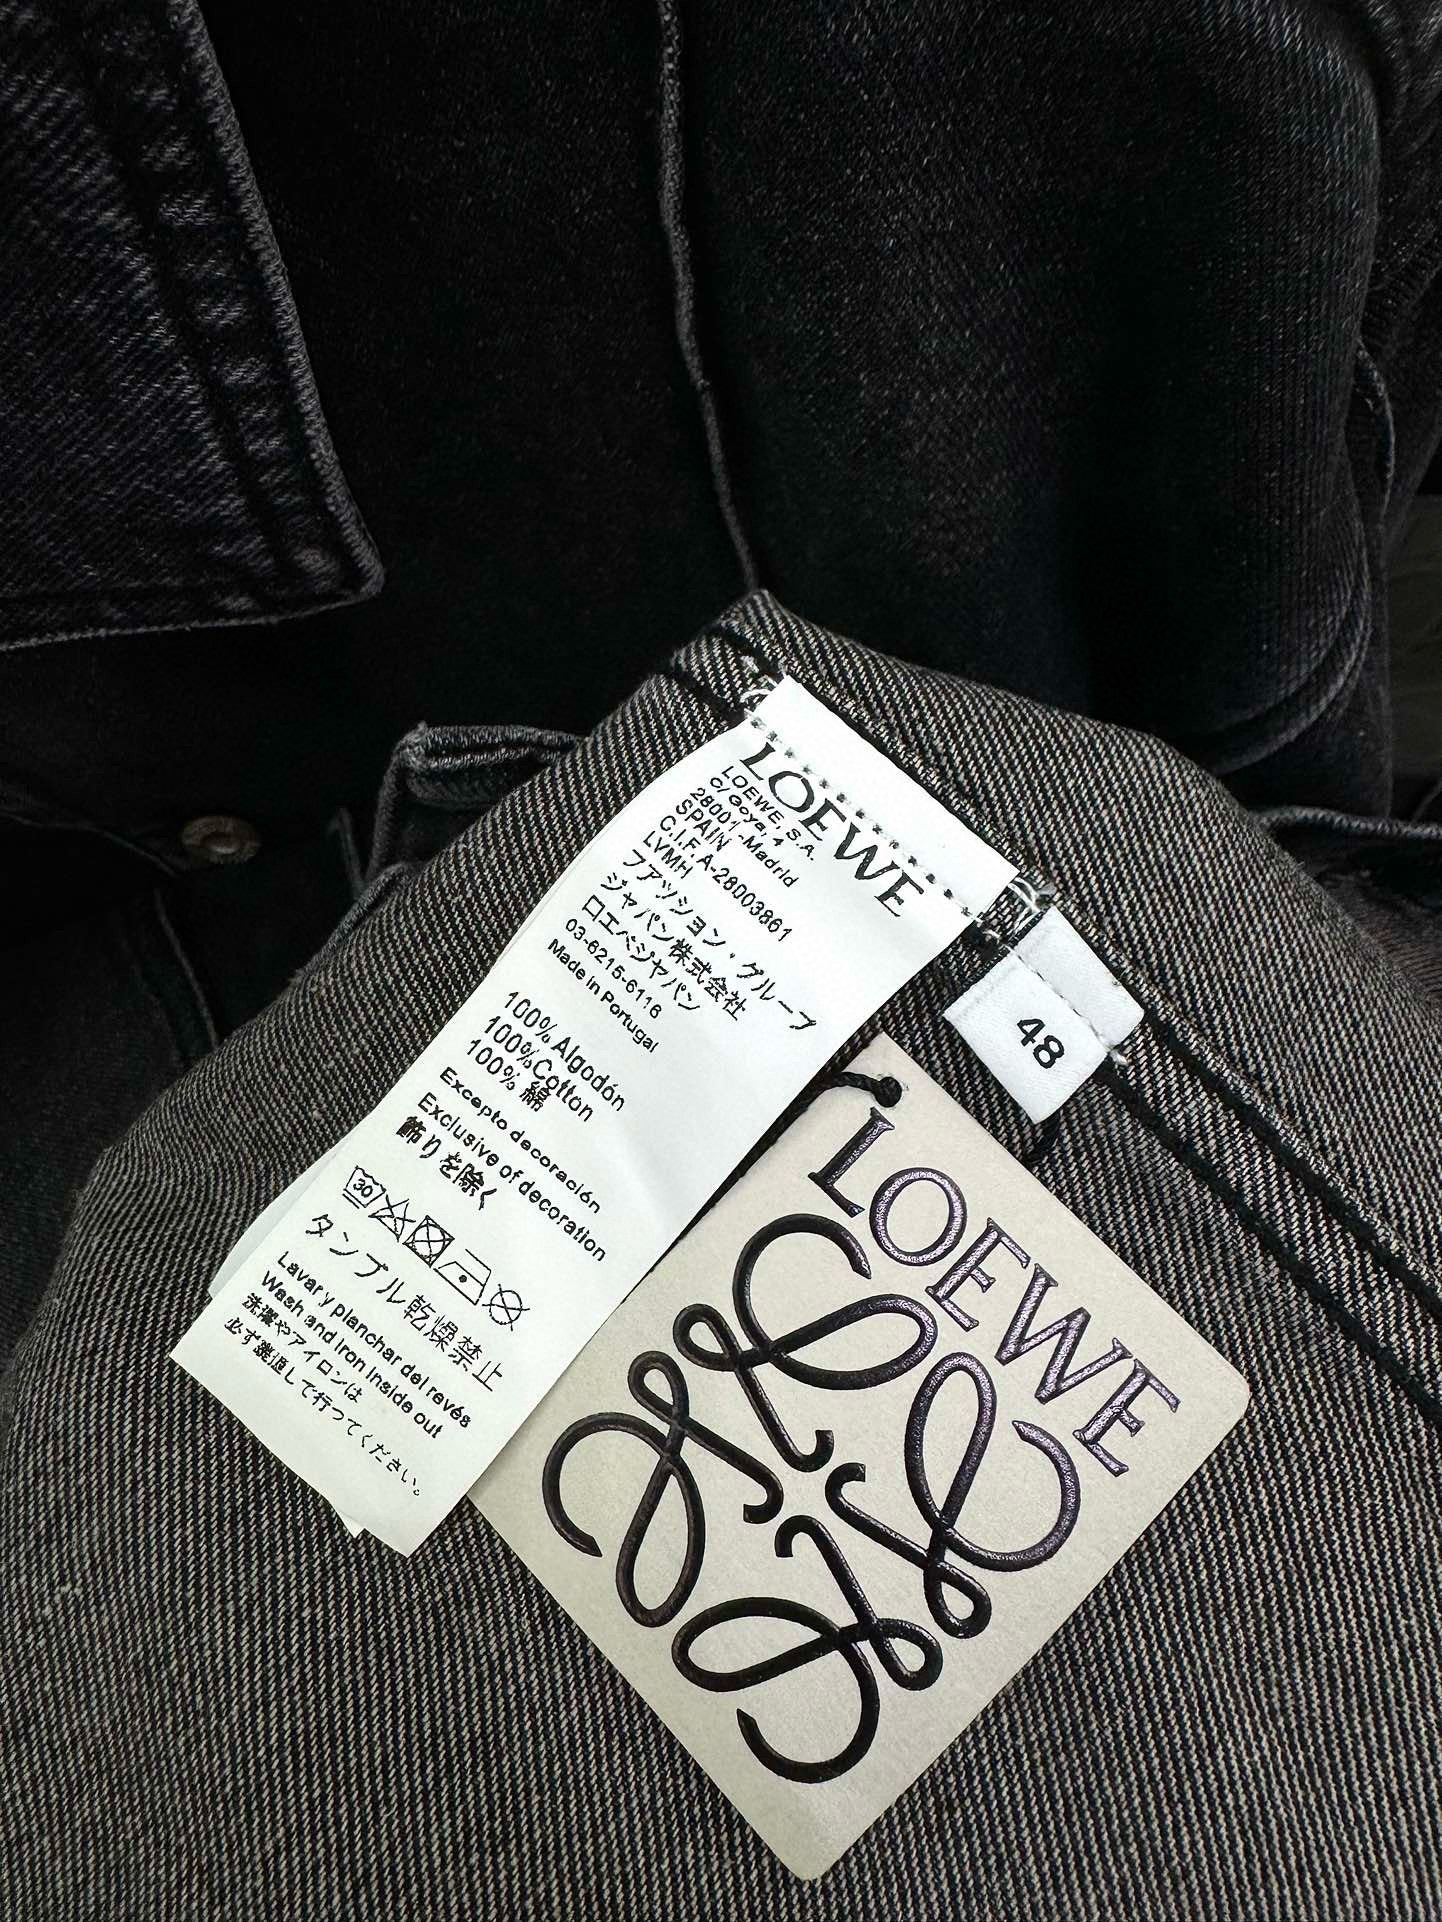 LOEWE
LOEWE, S.A.
C/Goya, 4
28001-Madrid
SPAIN
C.I.F. A-28003861
LVMH
ファッション・グループ
ジャパン株式会社
ロエベジャパン
03-6215-6116
Made in Portugal
100% Algodón
100% Cotton
100% 綿
Excepto decoración
Exclusive of decoration
飾りを除く
30
タンブル乾燥禁止
Lavar y planchar del revés
Wash and iron inside out
洗濯やアイロンは
必ず裏返して行ってください。
48
LOEWE